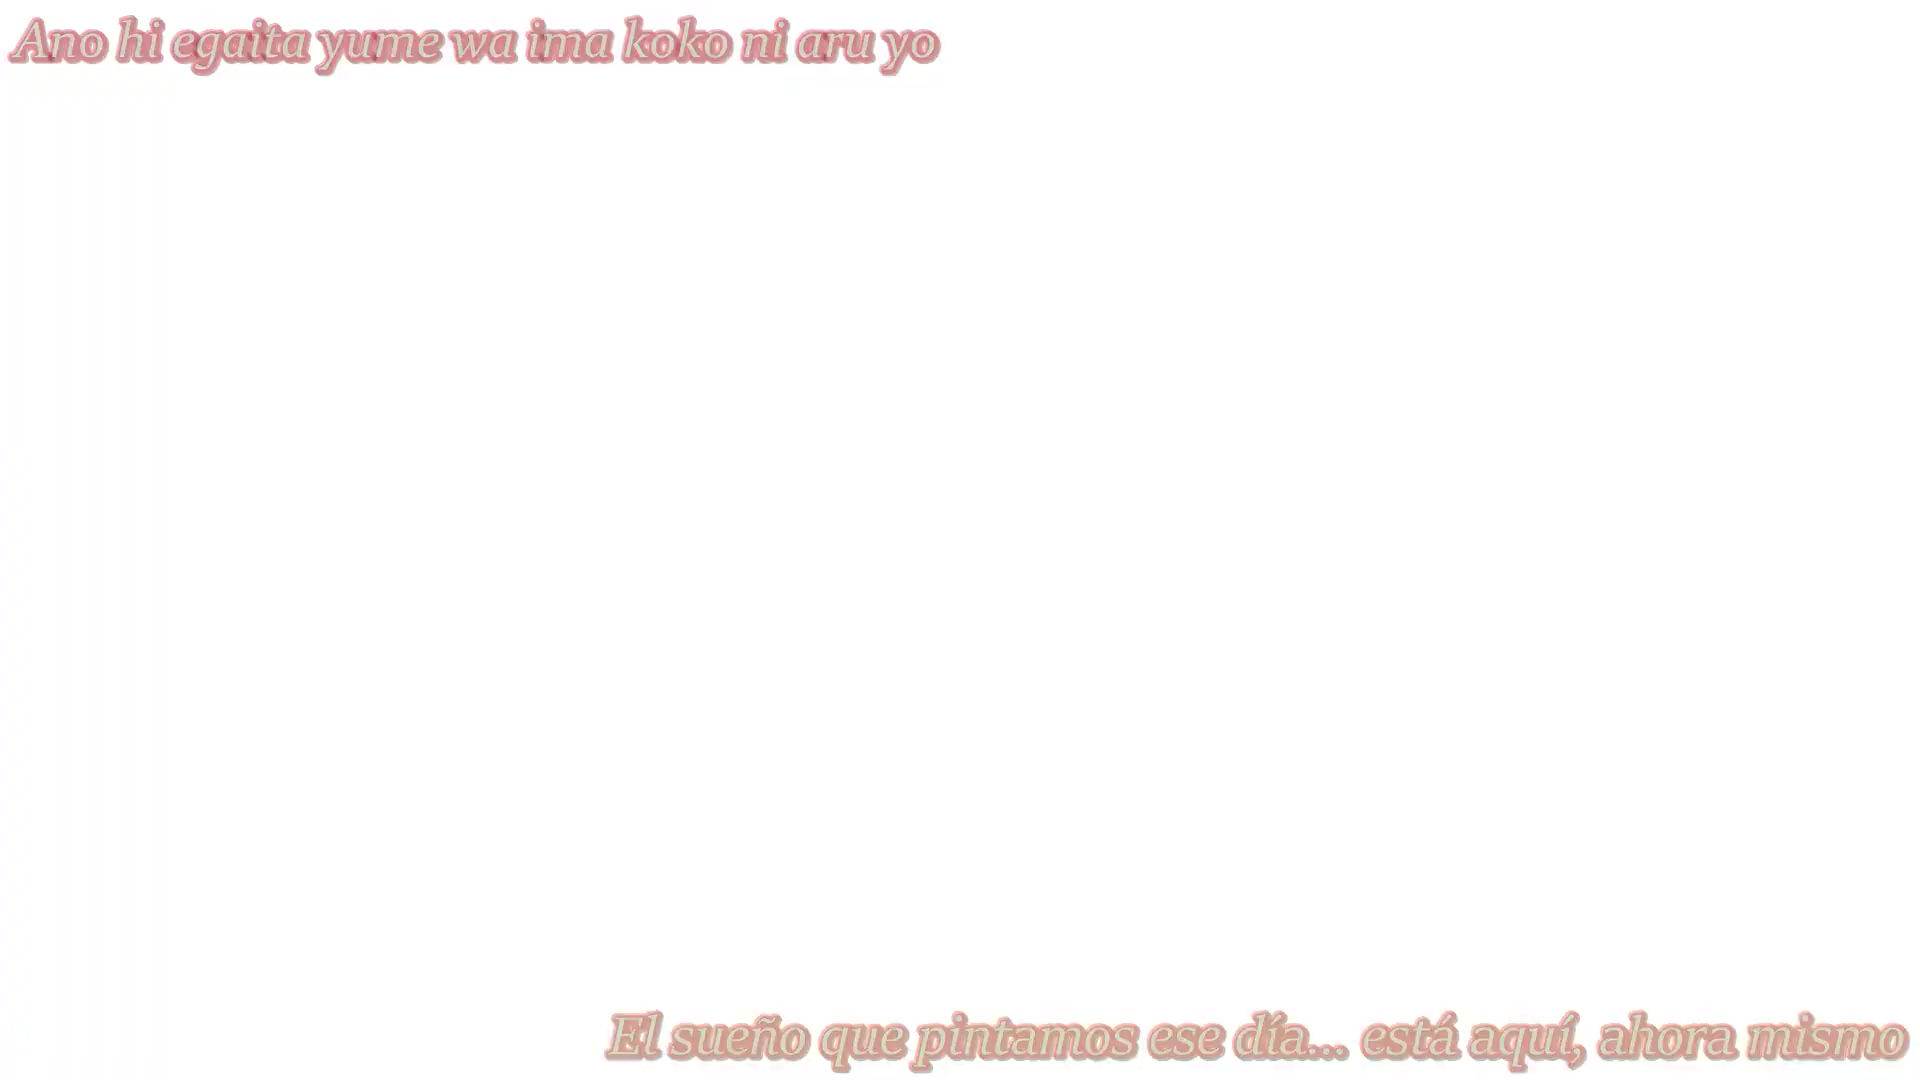 Ano hi egaita yume wa ima koko ni aru yo
El sueño que pintamos ese día... está aquí, ahora mismo